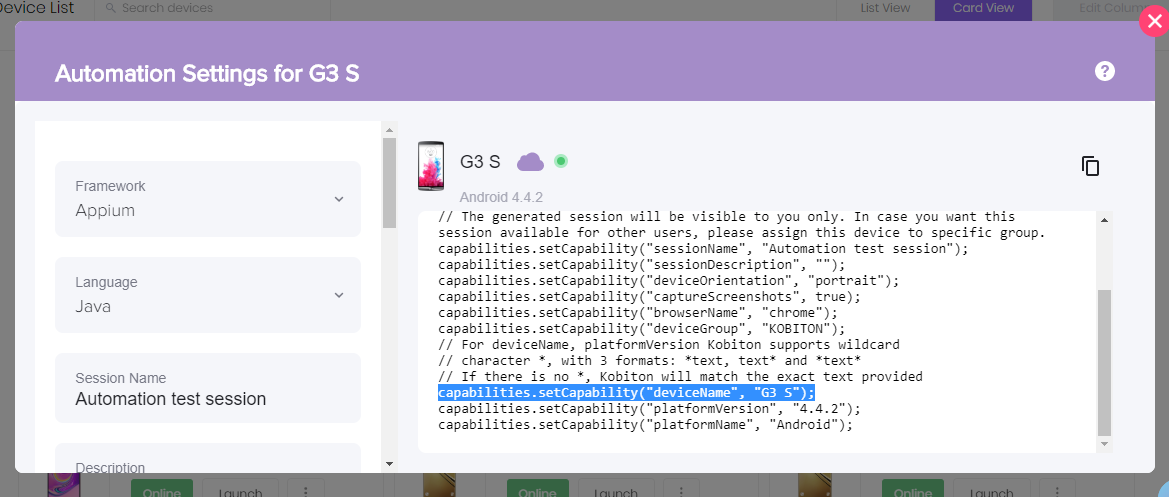 Device List
Search devices
List View
Card View
Edit Colum
Automation Settings for G3 S
?
Framework
Appium
Language
Java
Session Name
Automation test session
Description
G3 S
Android 4.4.2
// The generated session will be visible to you only. In case you want this
session available for other users, please assign this device to specific group.
capabilities.setCapability("sessionName", "Automation test session");
capabilities.setCapability("sessionDescription", "");
capabilities.setCapability("deviceOrientation", "portrait");
capabilities.setCapability("captureScreenshots", true);
capabilities.setCapability("browserName", "chrome");
capabilities.setCapability("deviceGroup", "KOBITON");
// For deviceName, platformVersion Kobiton supports wildcard
// character *, with 3 formats: *text, text* and *text*
// If there is no *, Kobiton will match the exact text provided
capabilities.setCapability("deviceName", "G3 S");
capabilities.setCapability("platformVersion", "4.4.2");
capabilities.setCapability("platformName", "Android");
Online
Launch
Online
Launch
Online
Launch